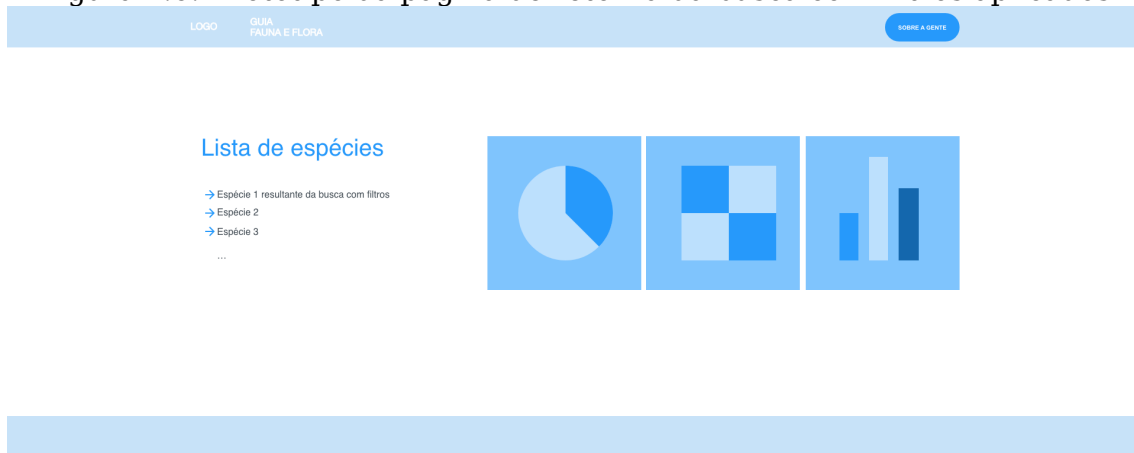 LOGO
GUIA
FAUNA E FLORA
SOBRE A GENTE
Lista de espécies
Espécie 1 resultante da busca com filtros
Espécie 2
Espécie 3
...